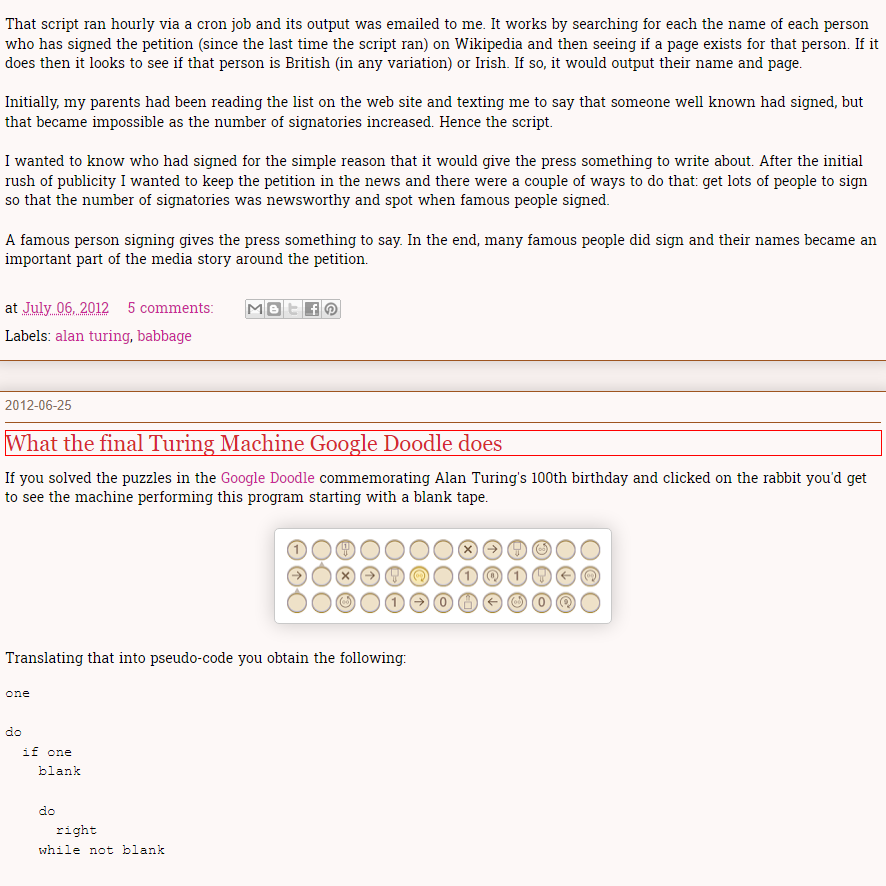 That script ran hourly via a cron job and its output was emailed to me. It works by searching for each the name of each person
who has signed the petition (since the last time the script ran) on Wikipedia and then seeing if a page exists for that person. If it
does then it looks to see if that person is British (in any variation) or Irish. If so, it would output their name and page.
Initially, my parents had been reading the list on the web site and texting me to say that someone well known had signed, but
that became impossible as the number of signatories increased. Hence the script.
I wanted to know who had signed for the simple reason that it would give the press something to write about. After the initial
rush of publicity I wanted to keep the petition in the news and there were a couple of ways to do that: get lots of people to sign
so that the number of signatories was newsworthy and spot when famous people signed.
A famous person signing gives the press something to say. In the end, many famous people did sign and their names became an
important part of the media story around the petition.
at July 06, 2012 5 comments:
Labels: alan turing, babbage
2012-06-25
What the final Turing Machine Google Doodle does
If you solved the puzzles in the Google Doodle commemorating Alan Turing's 100th birthday and clicked on the rabbit you'd get
to see the machine performing this program starting with a blank tape.
1 × →
→ × → 1 1 ←
1 → 0 ← 0
Translating that into pseudo-code you obtain the following:
one
do
if one
blank
do
right
while not blank